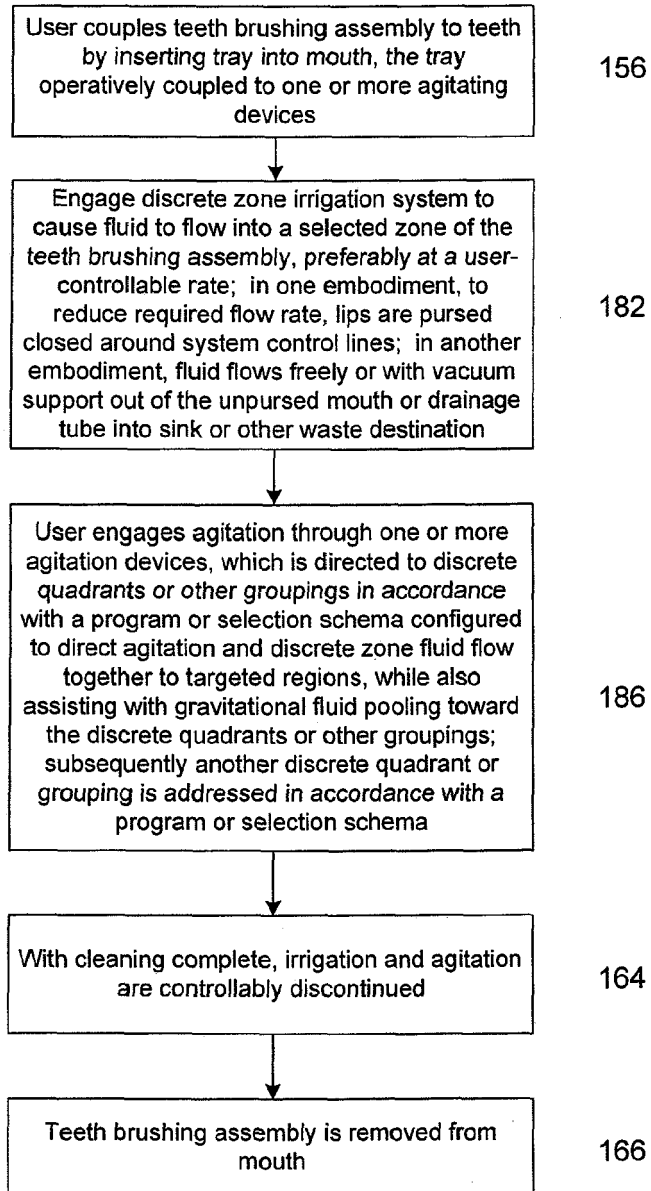 User couples teeth brushing assembly to teeth
by inserting tray into mouth, the tray
operatively coupled to one or more agitating
devices
156
Engage discrete zone irrigation system to
cause fluid to flow into a selected zone of the
teeth brushing assembly, preferably at a user-
controllable rate; in one embodiment, to
reduce required flow rate, lips are pursed
closed around system control lines; in another
embodiment, fluid flows freely or with vacuum
support out of the unpursed mouth or drainage
tube into sink or other waste destination
182
User engages agitation through one or more
agitation devices, which is directed to discrete
quadrants or other groupings in accordance
with a program or selection schema configured
to direct agitation and discrete zone fluid flow
together to targeted regions, while also
assisting with gravitational fluid pooling toward
the discrete quadrants or other groupings;
subsequently another discrete quadrant or
grouping is addressed in accordance with a
program or selection schema
186
With cleaning complete, irrigation and agitation
are controllably discontinued
164
Teeth brushing assembly is removed from
mouth
166